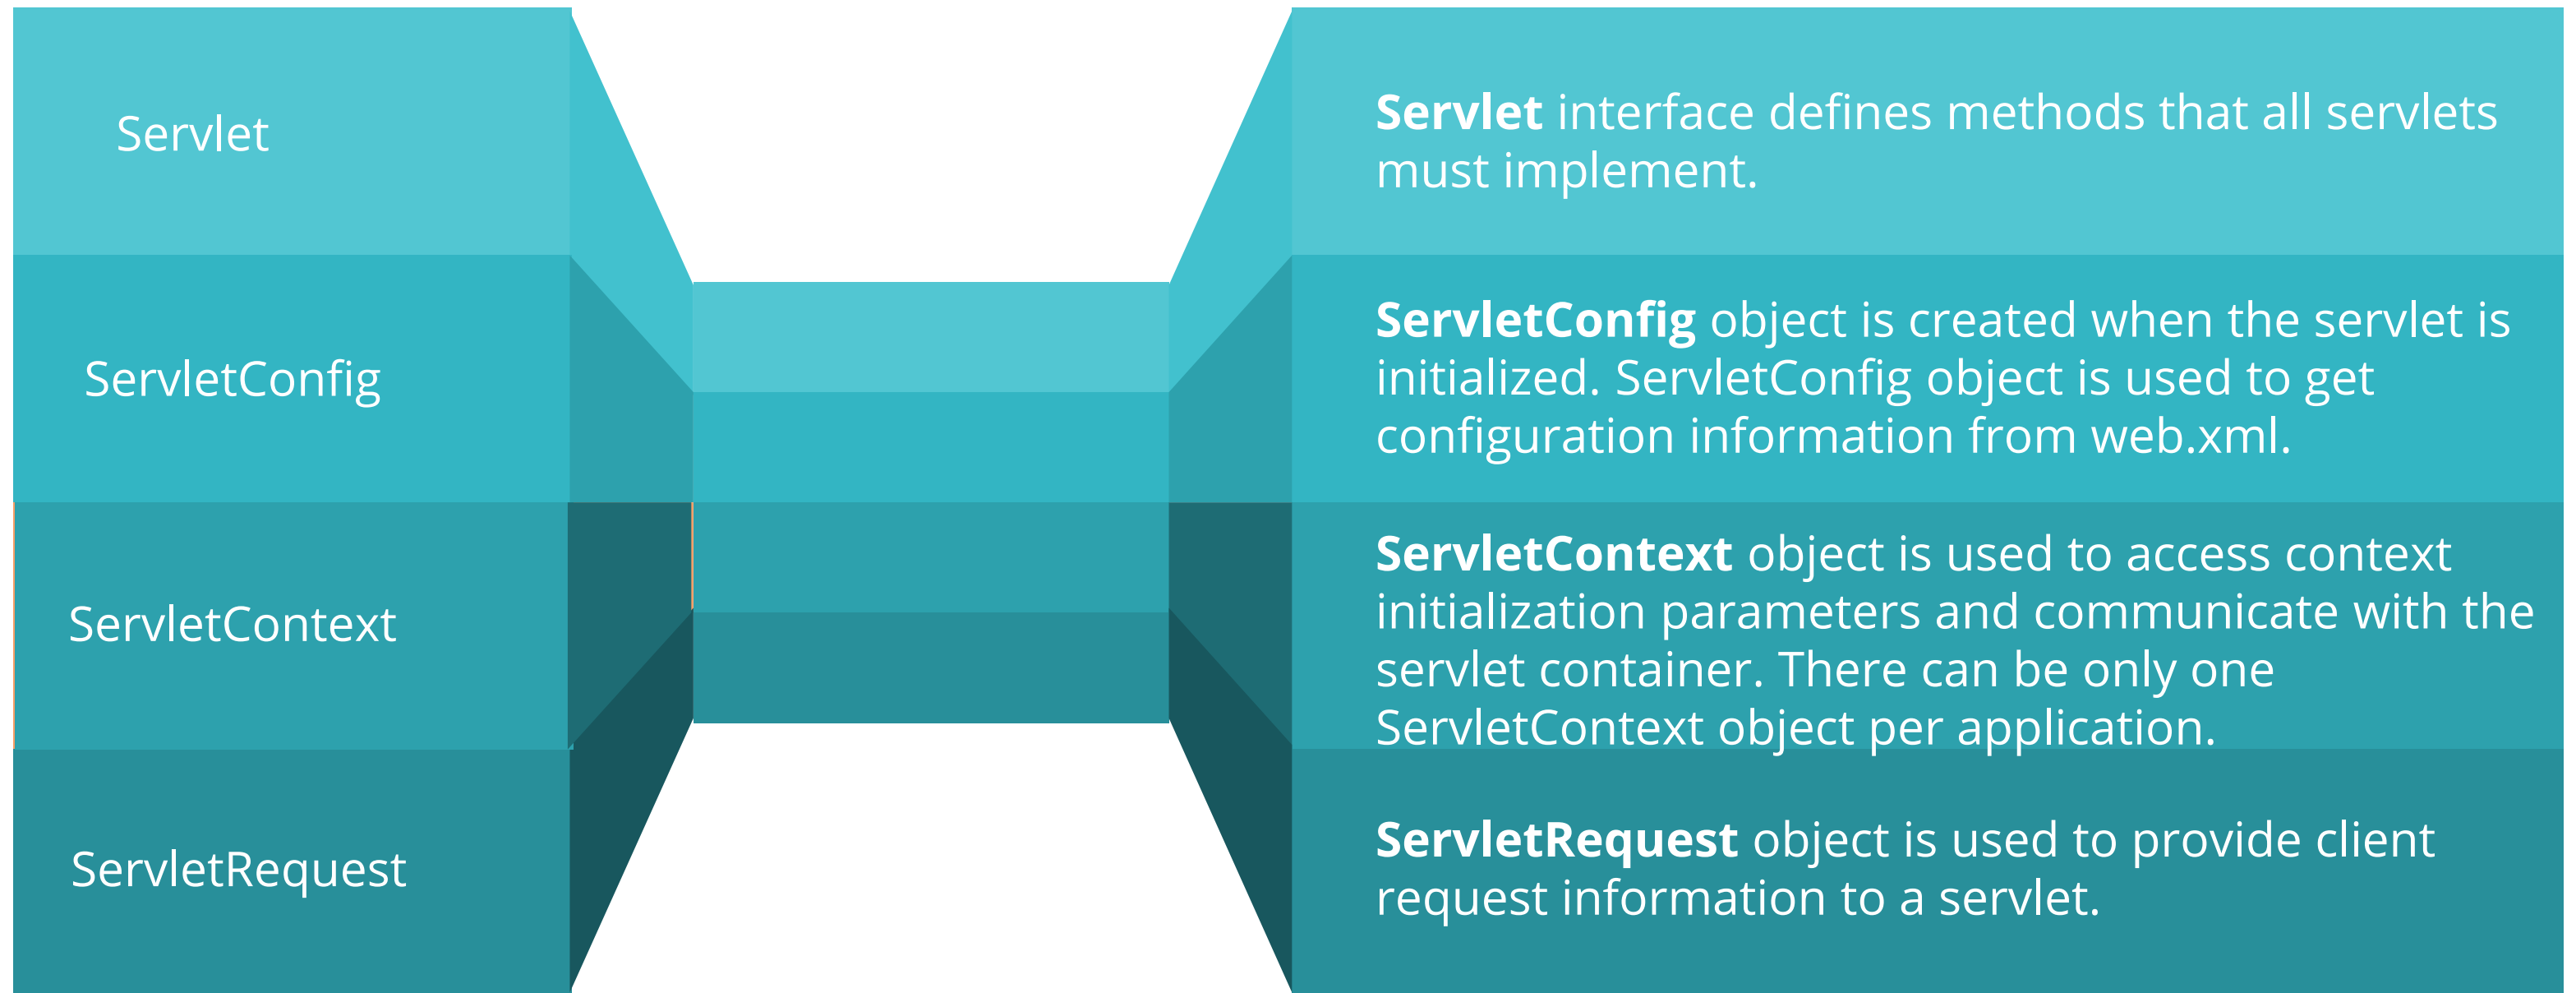 Servlet
Servlet interface defines methods that all servlets
must implement.
ServletConfig
ServletConfig object is created when the servlet is
initialized. ServletConfig object is used to get
configuration information from web.xml.
ServletContext
ServletContext object is used to access context
initialization parameters and communicate with the
servlet container. There can be only one
ServletContext object per application.
ServletRequest
ServletRequest object is used to provide client
request information to a servlet.